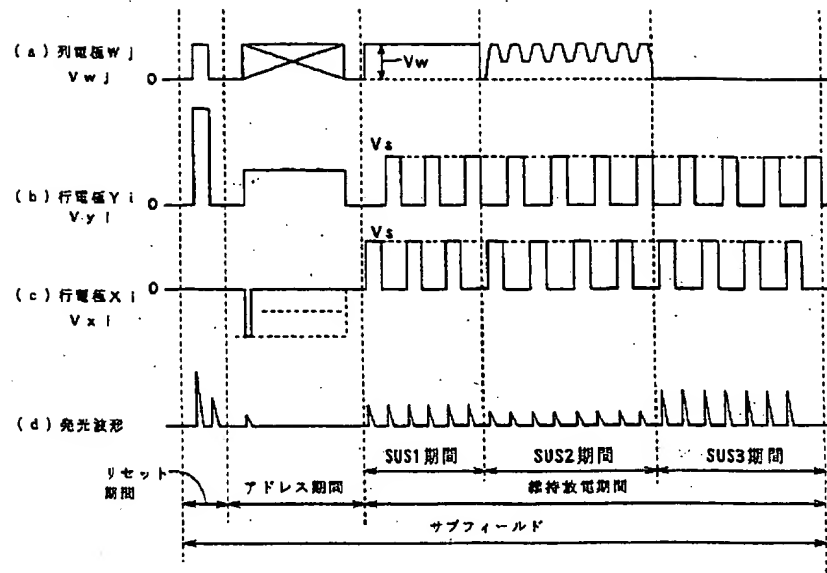 (a) 列電極Wj
Vwj
0
Vw
Vs
(b) 行電極Yi
Vyi
0
Vs
(c) 行電極Xi
Vxi
0
(d) 発光波形
SUS1期間
SUS2期間
SUS3期間
リセット
期間
アドレス期間
維持放電期間
サブフィールド